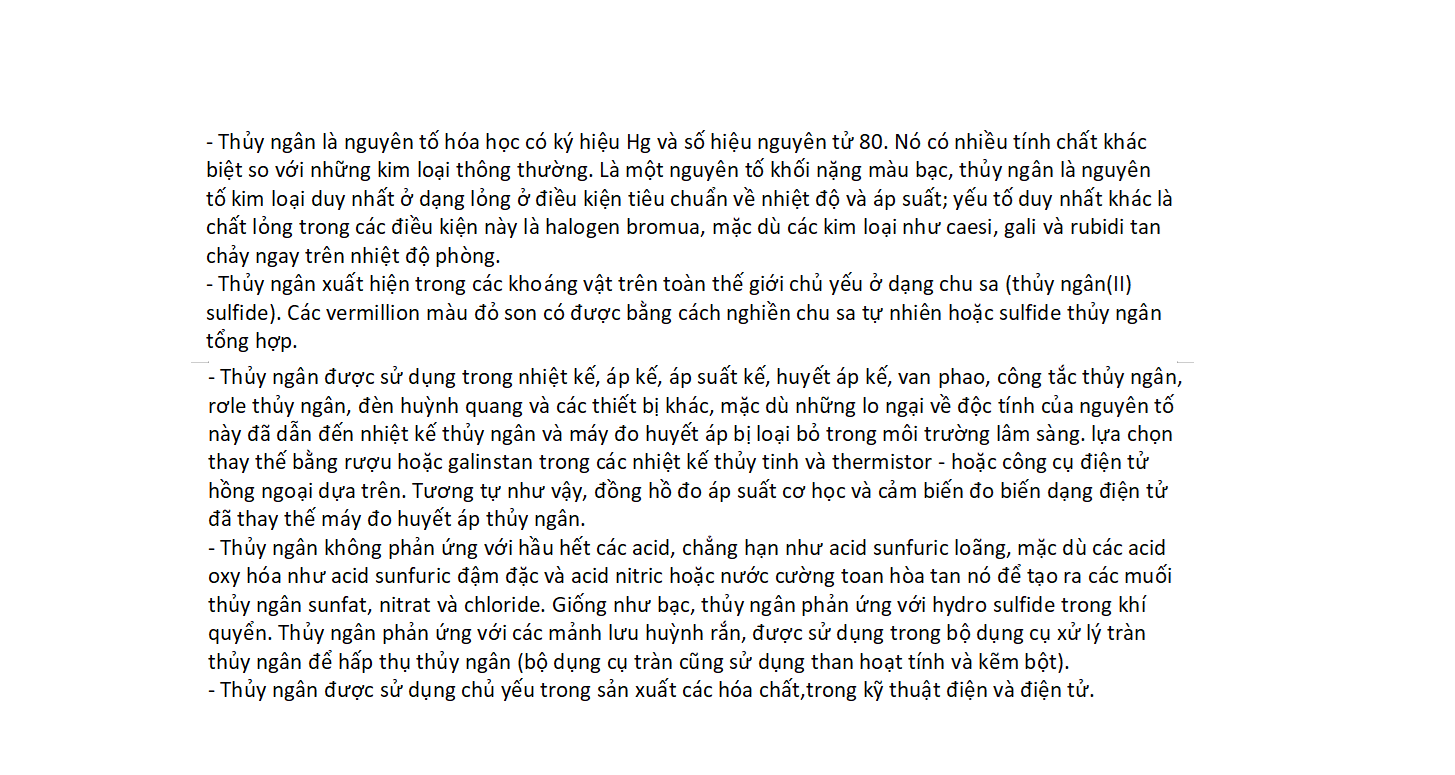 - Thủy ngân là nguyên tố hóa học có ký hiệu Hg và số hiệu nguyên tử 80. Nó có nhiều tính chất khác
biệt so với những kim loại thông thường. Là một nguyên tố khối nặng màu bạc, thủy ngân là nguyên
tố kim loại duy nhất ở dạng lỏng ở điều kiện tiêu chuẩn về nhiệt độ và áp suất; yếu tố duy nhất khác là
chất lỏng trong các điều kiện này là halogen bromua, mặc dù các kim loại như caesi, gali và rubidi tan
chảy ngay trên nhiệt độ phòng.
- Thủy ngân xuất hiện trong các khoáng vật trên toàn thế giới chủ yếu ở dạng chu sa (thủy ngân(II)
sulfide). Các vermillion màu đỏ son có được bằng cách nghiền chu sa tự nhiên hoặc sulfide thủy ngân
tổng hợp.
- Thủy ngân được sử dụng trong nhiệt kế, áp kế, áp suất kế, huyết áp kế, van phao, công tắc thủy ngân,
rơle thủy ngân, đèn huỳnh quang và các thiết bị khác, mặc dù những lo ngại về độc tính của nguyên tố
này đã dẫn đến nhiệt kế thủy ngân và máy đo huyết áp bị loại bỏ trong môi trường lâm sàng. lựa chọn
thay thế bằng rượu hoặc galinstan trong các nhiệt kế thủy tinh và thermistor - hoặc công cụ điện tử
hồng ngoại dựa trên. Tương tự như vậy, đồng hồ đo áp suất cơ học và cảm biến đo biến dạng điện tử
đã thay thế máy đo huyết áp thủy ngân.
- Thủy ngân không phản ứng với hầu hết các acid, chẳng hạn như acid sunfuric loãng, mặc dù các acid
oxy hóa như acid sunfuric đậm đặc và acid nitric hoặc nước cường toan hòa tan nó để tạo ra các muối
thủy ngân sunfat, nitrat và chloride. Giống như bạc, thủy ngân phản ứng với hydro sulfide trong khí
quyển. Thủy ngân phản ứng với các mảnh lưu huỳnh rắn, được sử dụng trong bộ dụng cụ xử lý tràn
thủy ngân để hấp thụ thủy ngân (bộ dụng cụ tràn cũng sử dụng than hoạt tính và kẽm bột).
- Thủy ngân được sử dụng chủ yếu trong sản xuất các hóa chất,trong kỹ thuật điện và điện tử.